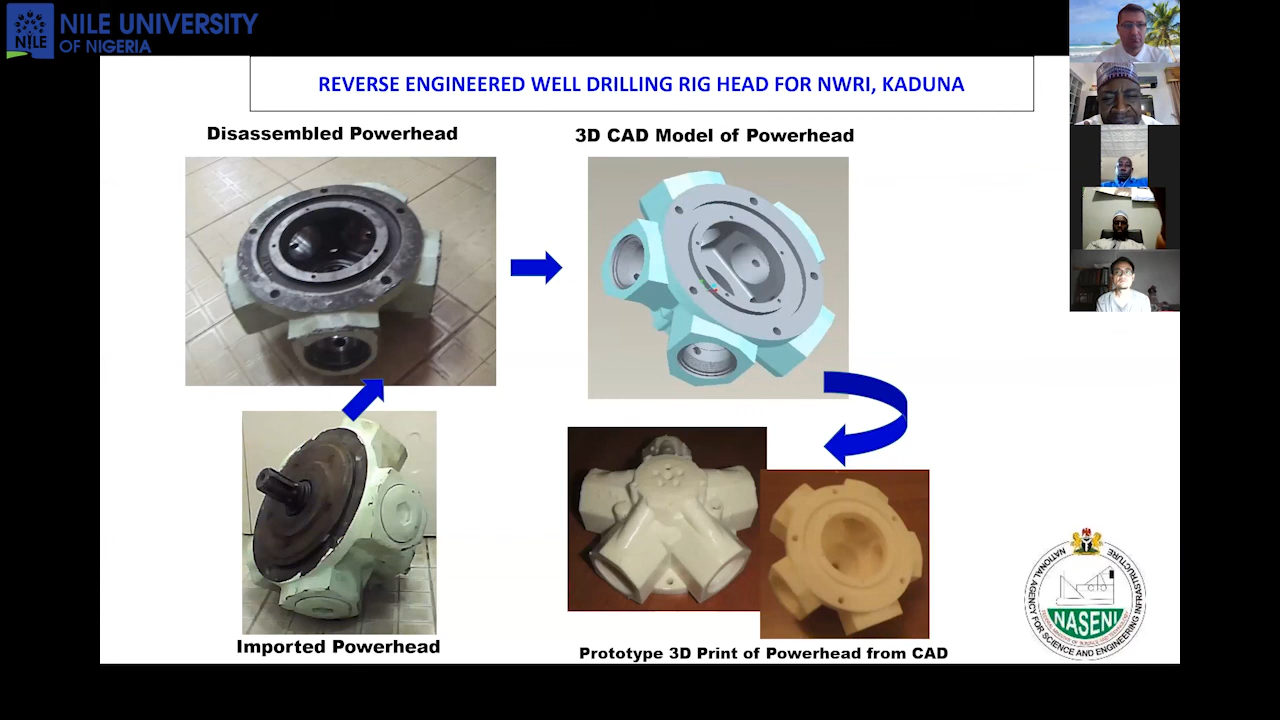 NILE UNIVERSITY
OF NIGERIA
NILE
REVERSE ENGINEERED WELL DRILLING RIG HEAD FOR NWRI, KADUNA
Disassembled Powerhead
3D CAD Model of Powerhead
Imported Powerhead
Prototype 3D Print of Powerhead from CAD
NATIONAL AGENCY FOR SCIENCE AND ENGINEERING INFRASTRUCTURE
NASENI